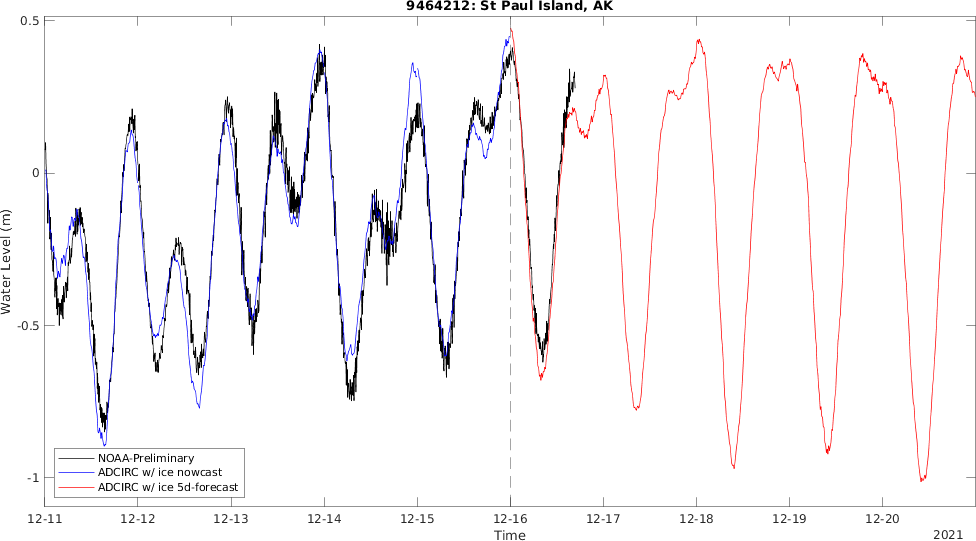 9464212: St Paul Island, AK
0.5
0
-0.5
-1
Water Level (m)
NOAA-Preliminary
ADCIRC w/ ice nowcast
ADCIRC w/ ice 5d-forecast
12-11 12-12 12-13 12-14 12-15 12-16 12-17 12-18 12-19 12-20
Time
2021